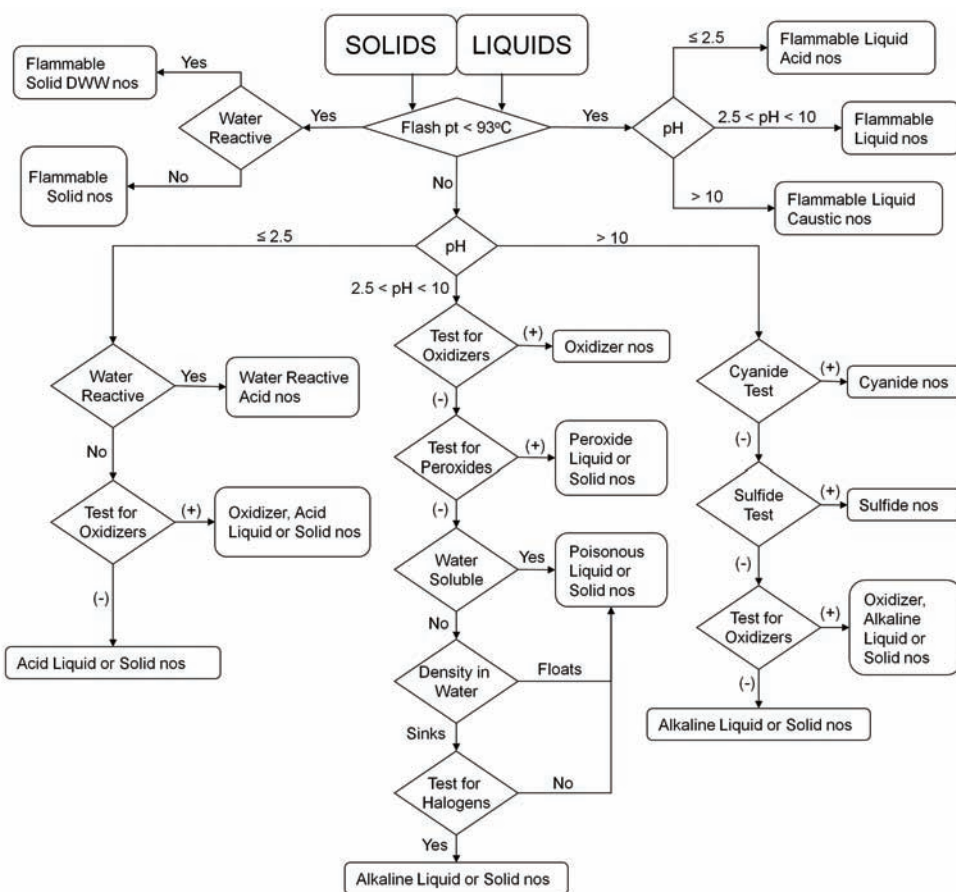 SOLIDS
LIQUIDS
Flammable
Solid DWW nos
Yes
Water
Reactive
Yes
Flash pt < 93°C
Yes
pH
≤ 2.5
Flammable Liquid
Acid nos
2.5 < pH < 10
Flammable
Liquid nos
> 10
Flammable Liquid
Caustic nos
No
Flammable
Solid nos
No
pH
≤ 2.5
2.5 < pH < 10
> 10
Water
Reactive
Yes
Water Reactive
Acid nos
No
Test for
Oxidizers
(+)
Oxidizer, Acid
Liquid or Solid nos
(-)
Acid Liquid or Solid nos
Test for
Oxidizers
(+)
Oxidizer nos
(-)
Test for
Peroxides
(+)
Peroxide
Liquid or
Solid nos
(-)
Water
Soluble
Yes
Poisonous
Liquid or
Solid nos
No
Density in
Water
Floats
Sinks
Test for
Halogens
No
Yes
Alkaline Liquid or Solid nos
Cyanide
Test
(+)
Cyanide nos
(-)
Sulfide
Test
(+)
Sulfide nos
(-)
Test for
Oxidizers
(+)
Oxidizer,
Alkaline
Liquid or
Solid nos
(-)
Alkaline Liquid or Solid nos